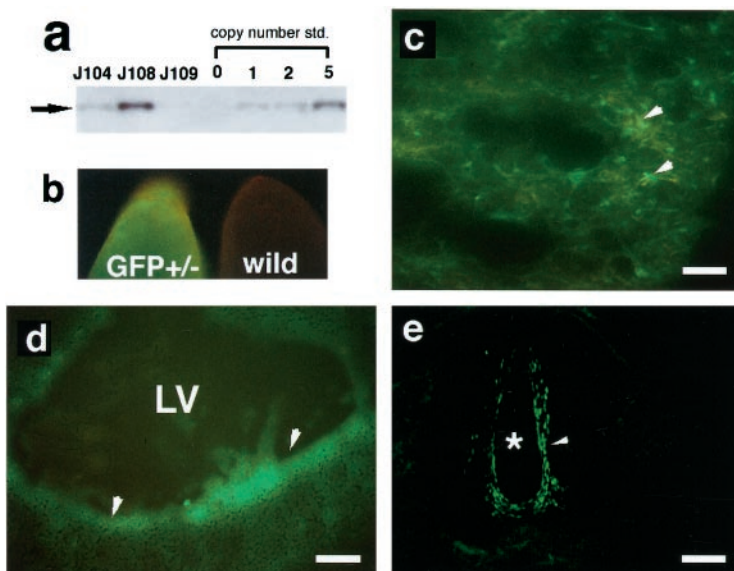 a
copy number std.
J104 J108 J109 0 1 2 5
b
GFP+/- wild
c
d
LV
e
*